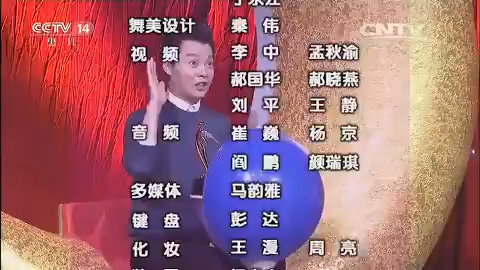 CCTV 14
少儿
CNTV
舞美设计 秦 伟
视 频 李 中 孟秋渝
郝国华 郝晓燕
刘 平 王 静
音 频 崔 巍 杨 京
阎 鹏 颜瑞琪
多媒体 马韵雅
键 盘 彭 达
化 妆 王 漫 周 亮